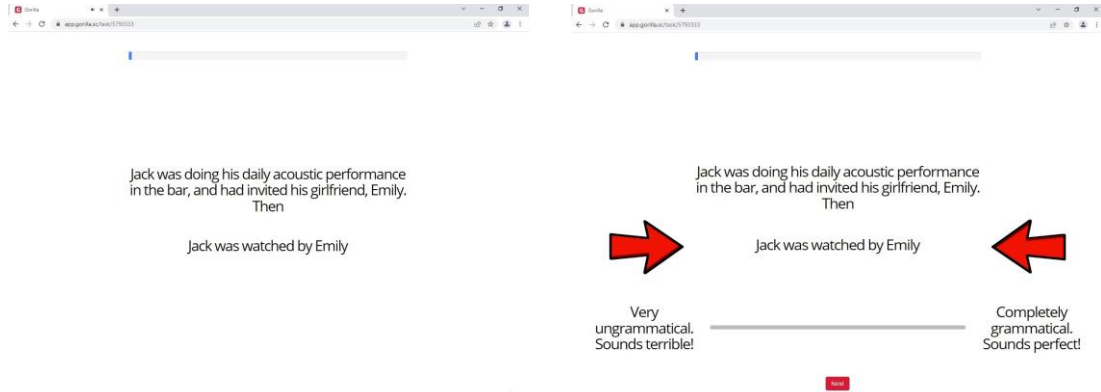 Gorilla
app.gorilla.sc/task/5793333
Jack was doing his daily acoustic performance
in the bar, and had invited his girlfriend, Emily.
Then
Jack was watched by Emily
Gorilla
app.gorilla.sc/task/5793333
Jack was doing his daily acoustic performance
in the bar, and had invited his girlfriend, Emily.
Then
Jack was watched by Emily
Very
ungrammatical.
Sounds terrible!
Completely
grammatical.
Sounds perfect!
Next